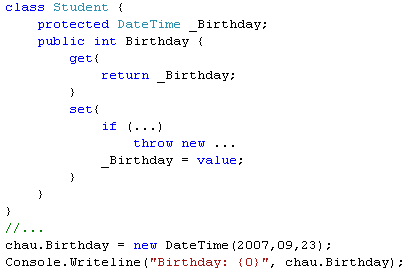 class Student {
    protected DateTime _Birthday;
    public int Birthday {
        get{
            return _Birthday;
        }
        set{
            if (...)
                throw new ...
            _Birthday = value;
        }
    }
}
//...
chau.Birthday = new DateTime(2007,09,23);
Console.Writeline("Birthday: {0}", chau.Birthday);